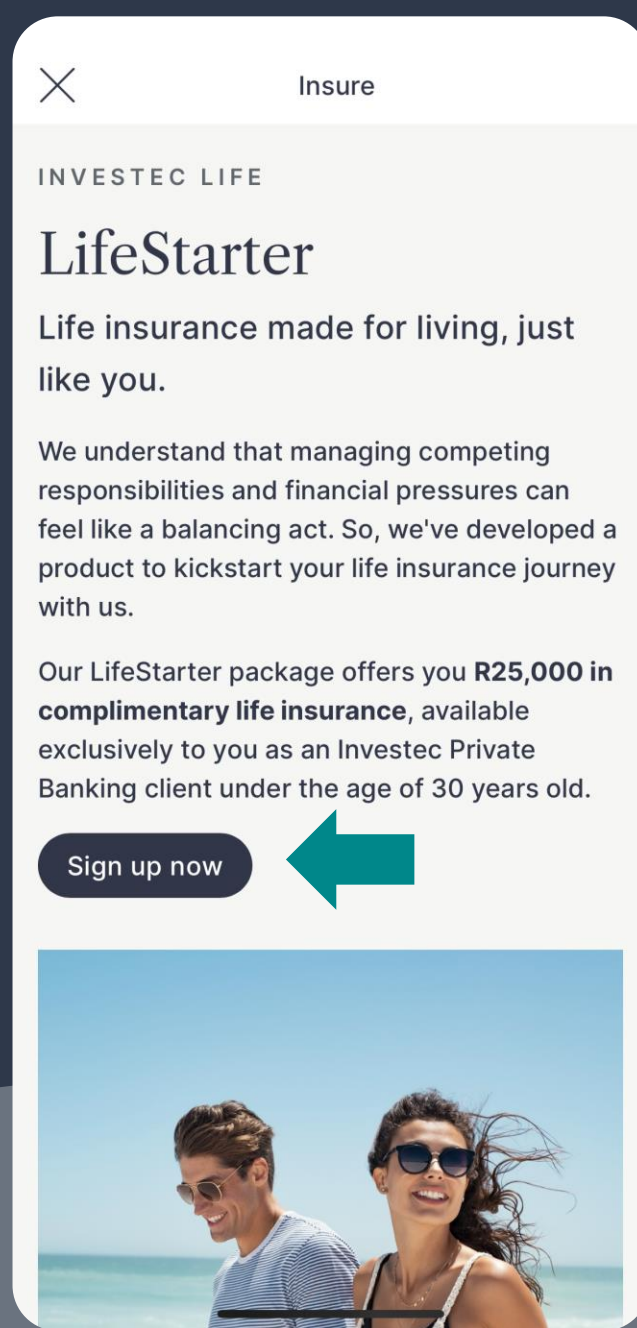 Insure
INVESTEC LIFE
LifeStarter
Life insurance made for living, just
like you.
We understand that managing competing
responsibilities and financial pressures can
feel like a balancing act. So, we've developed a
product to kickstart your life insurance journey
with us.
Our LifeStarter package offers you R25,000 in
complimentary life insurance, available
exclusively to you as an Investec Private
Banking client under the age of 30 years old.
Sign up now